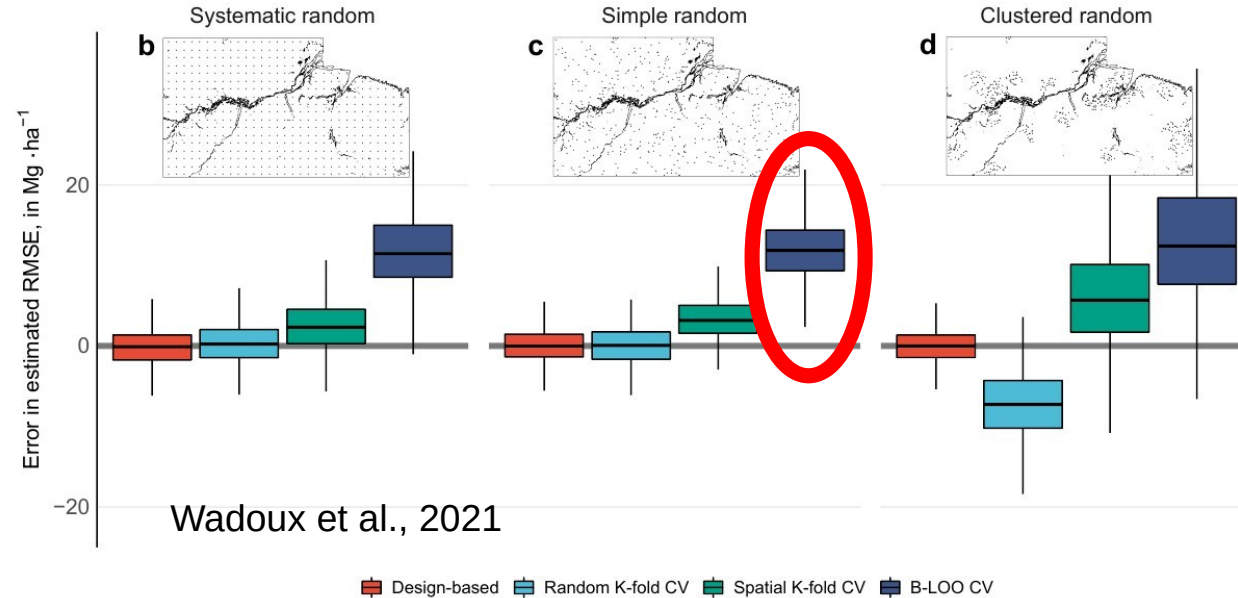 Systematic random
Simple random
Clustered random
b
c
d
Error in estimated RMSE, in Mg ·ha⁻¹
20
0
−20
Wadoux et al., 2021
Design-based
Random K-fold CV
Spatial K-fold CV
B-LOO CV